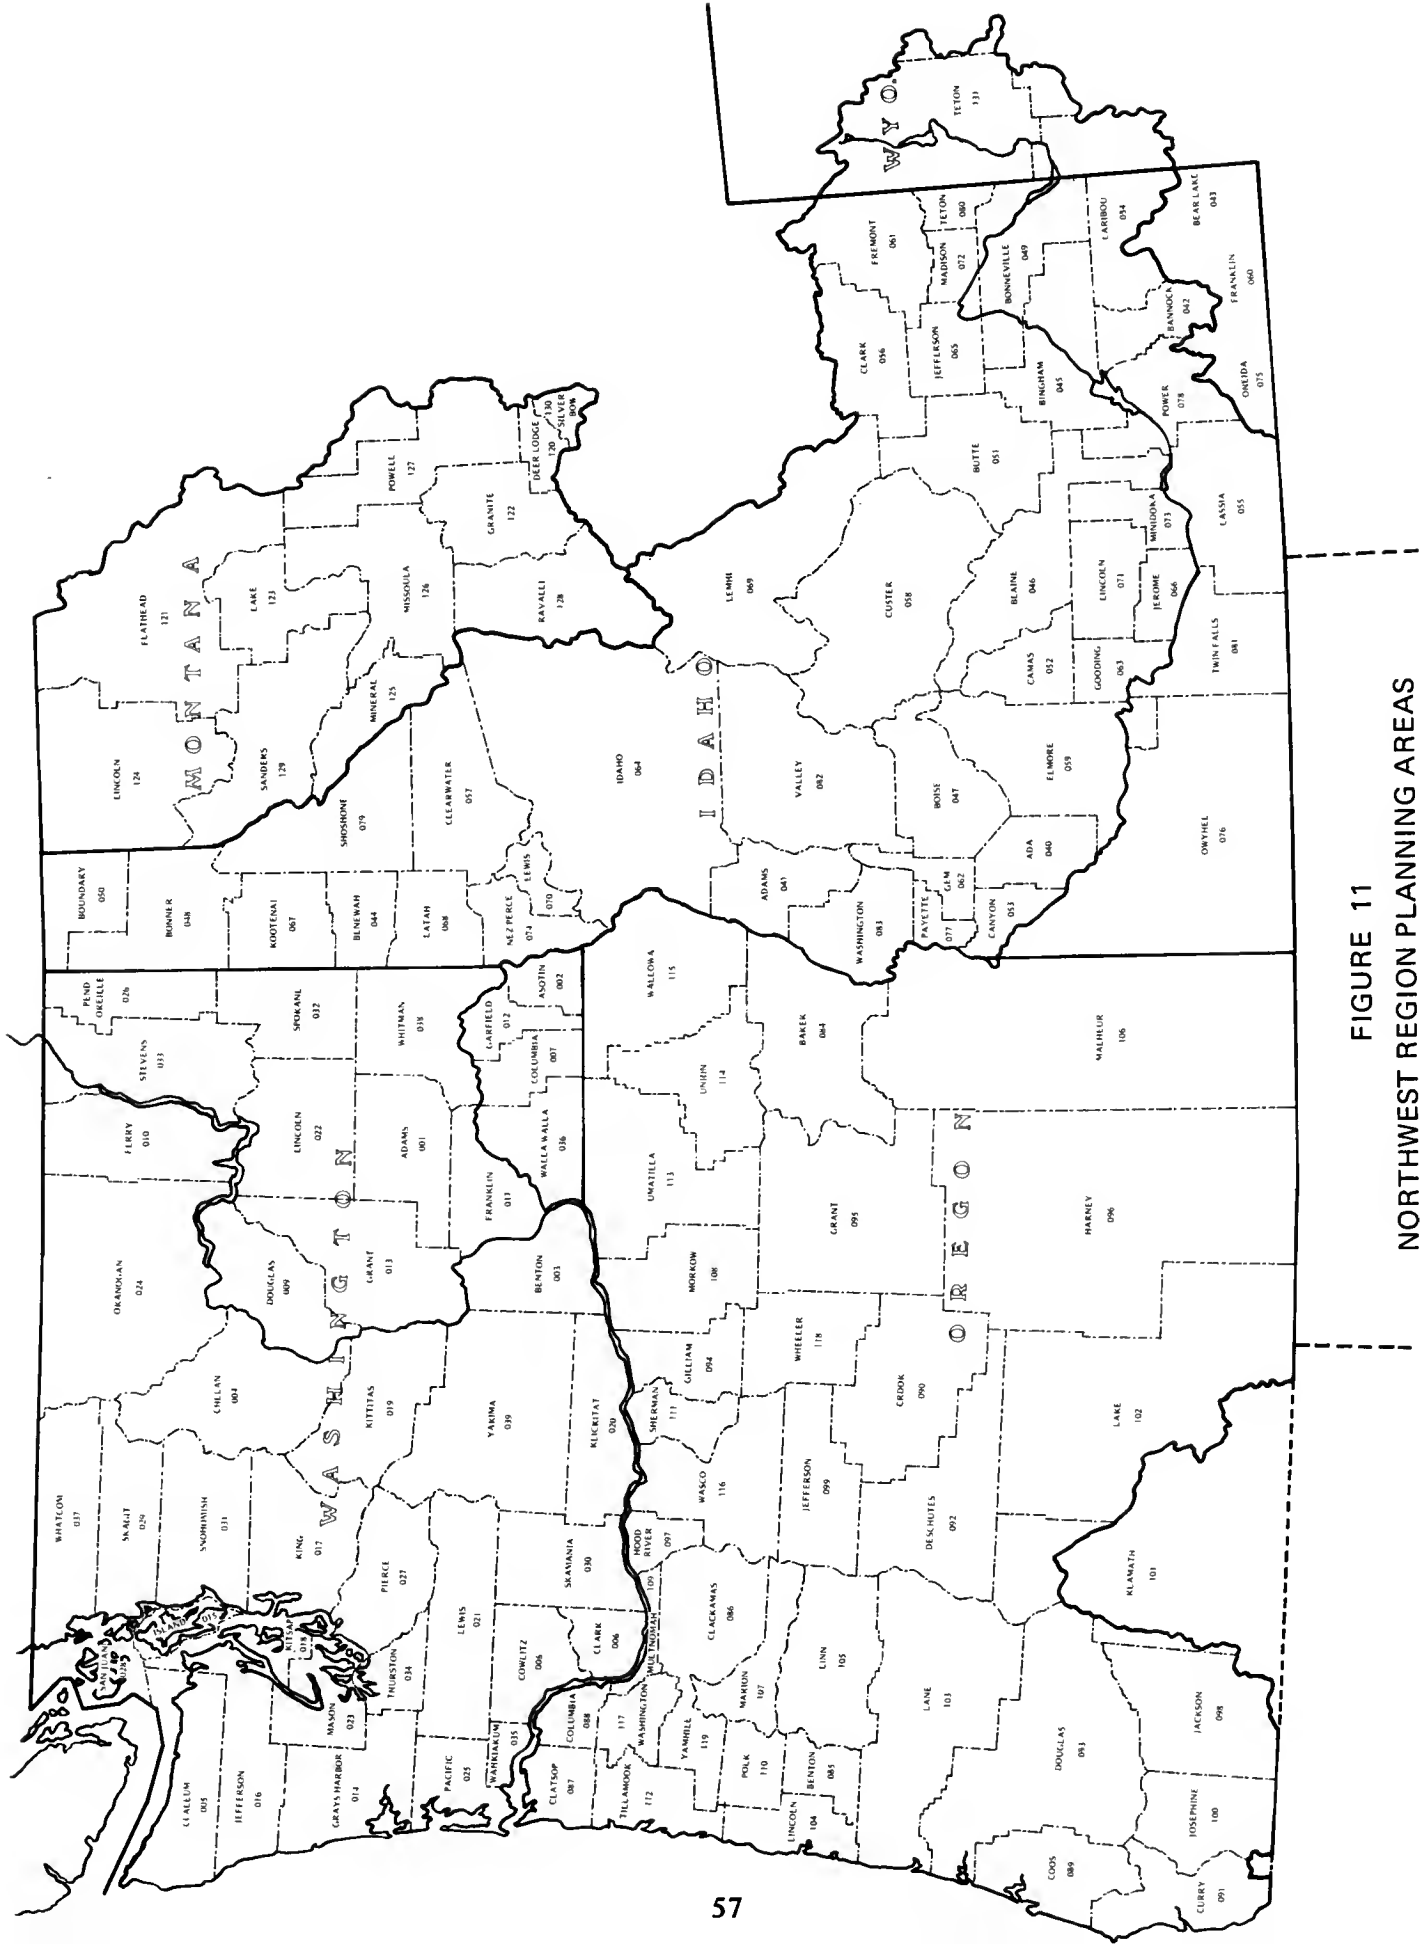 WASHINGTON
WHATCOM
037
SKAGIT
029
SNOHOMISH
031
KING
017
PIERCE
027
LEWIS
021
SKAMANIA
030
COWLITZ
006
CLARK
006
SAN JUAN
028
ISLAND
015
KITSAP
018
CLALLUM
005
JEFFERSON
016
GRAYS HARBOR
014
MASON
023
THURSTON
034
PACIFIC
025
WAHKIAKUM
035
OKANOGAN
024
CHELAN
004
DOUGLAS
009
GRANT
013
KITTITAS
019
YAKIMA
039
KLICKITAT
020
BENTON
003
FERRY
010
STEVENS
033
PEND
OREILLE
026
LINCOLN
022
SPOKANE
032
ADAMS
001
WHITMAN
038
FRANKLIN
011
WALLA WALLA
036
COLUMBIA
007
GARFIELD
012
ASOTIN
002
OREGON
CLATSOP
087
COLUMBIA
088
TILLAMOOK
112
117
WASHINGTON
MULTNOMAH
109
HOOD
RIVER
097
YAMHILL
119
CLACKAMAS
086
POLK
110
MARION
107
LINCOLN
104
BENTON
085
LINN
105
LANE
103
DOUGLAS
093
COOS
089
CURRY
091
JOSEPHINE
100
JACKSON
098
KLAMATH
101
LAKE
102
DESCHUTES
092
CROOK
090
JEFFERSON
099
WASCO
116
SHERMAN
111
GILLIAM
094
WHEELER
118
MORROW
108
UMATILLA
113
UNION
114
WALLOWA
115
BAKER
084
GRANT
095
HARNEY
096
MALHEUR
106
IDAHO
BOUNDARY
050
BONNER
048
KOOTENAI
067
BENEWAH
044
SHOSHONE
079
LATAH
068
CLEARWATER
057
NEZ PERCE
074
LEWIS
070
IDAHO
064
ADAMS
041
VALLEY
082
WASHINGTON
083
PAYETTE
077
GEM
062
BOISE
047
CANYON
053
ADA
040
ELMORE
059
OWYHEE
076
LEMHI
069
CUSTER
058
BLAINE
046
CAMAS
052
GOODING
063
LINCOLN
071
JEROME
066
MINIDOKA
073
TWIN FALLS
081
CASSIA
055
BUTTE
051
CLARK
056
FREMONT
061
JEFFERSON
065
MADISON
072
TETON
080
BONNEVILLE
049
BINGHAM
045
POWER
078
BANNOCK
042
CARIBOU
054
BEAR LAKE
043
FRANKLIN
060
ONEIDA
075
MONTANA
LINCOLN
124
FLATHEAD
121
LAKE
123
SANDERS
129
MINERAL
125
MISSOULA
126
POWELL
127
GRANITE
122
RAVALLI
128
DEER LODGE
120
130
SILVER
BOW
WYO.
TETON
131
FIGURE 11
NORTHWEST REGION PLANNING AREAS
57